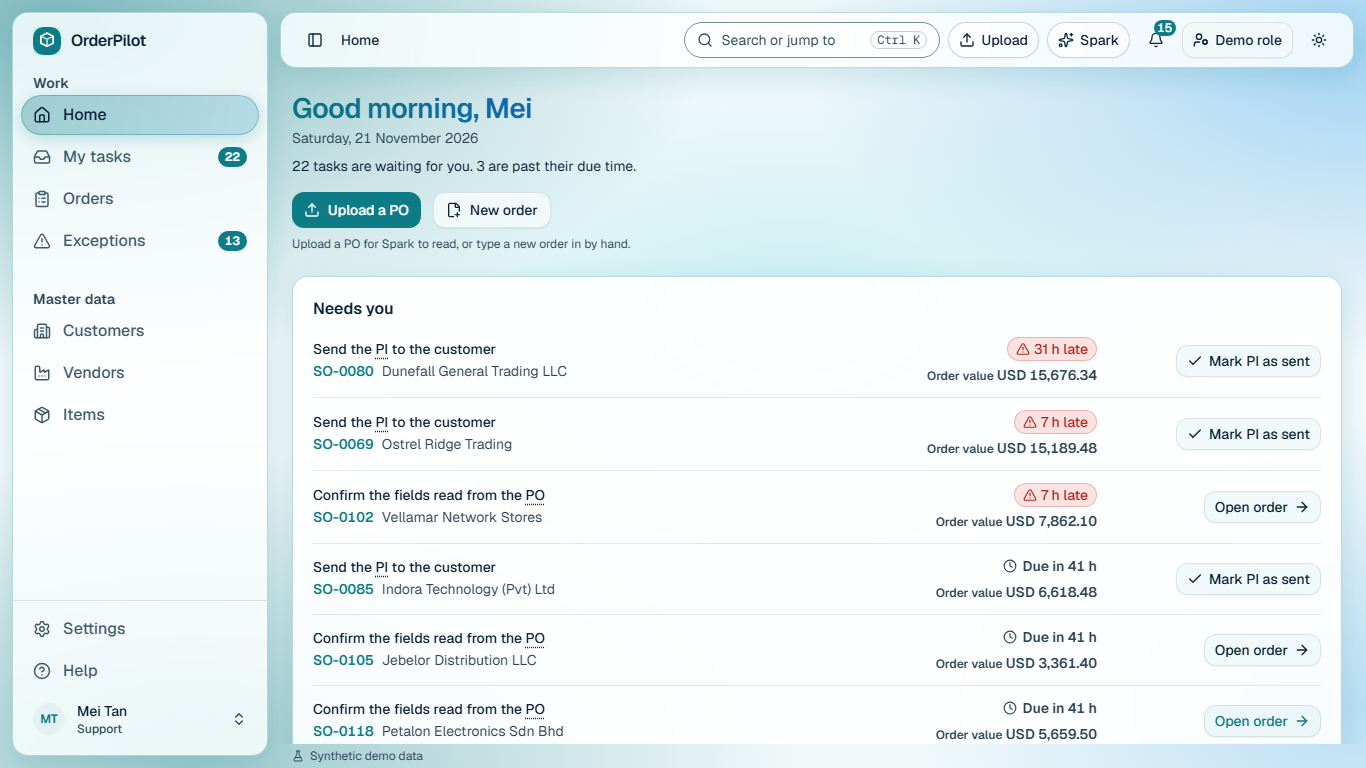 OrderPilot
Work
Home
My tasks 22
Orders
Exceptions 13
Master data
Customers
Vendors
Items
Settings
Help
MT Mei Tan
Support
Home
Search or jump to Ctrl K
Upload
Spark
15
Demo role
Good morning, Mei
Saturday, 21 November 2026
22 tasks are waiting for you. 3 are past their due time.
Upload a PO
New order
Upload a PO for Spark to read, or type a new order in by hand.
Needs you
Send the PI to the customer
SO-0080 Dunefall General Trading LLC
31 h late
Order value USD 15,676.34
Mark PI as sent
Send the PI to the customer
SO-0069 Ostrel Ridge Trading
7 h late
Order value USD 15,189.48
Mark PI as sent
Confirm the fields read from the PO
SO-0102 Vellamar Network Stores
7 h late
Order value USD 7,862.10
Open order
Send the PI to the customer
SO-0085 Indora Technology (Pvt) Ltd
Due in 41 h
Order value USD 6,618.48
Mark PI as sent
Confirm the fields read from the PO
SO-0105 Jebelor Distribution LLC
Due in 41 h
Order value USD 3,361.40
Open order
Confirm the fields read from the PO
SO-0118 Petalon Electronics Sdn Bhd
Due in 41 h
Order value USD 5,659.50
Open order
Synthetic demo data